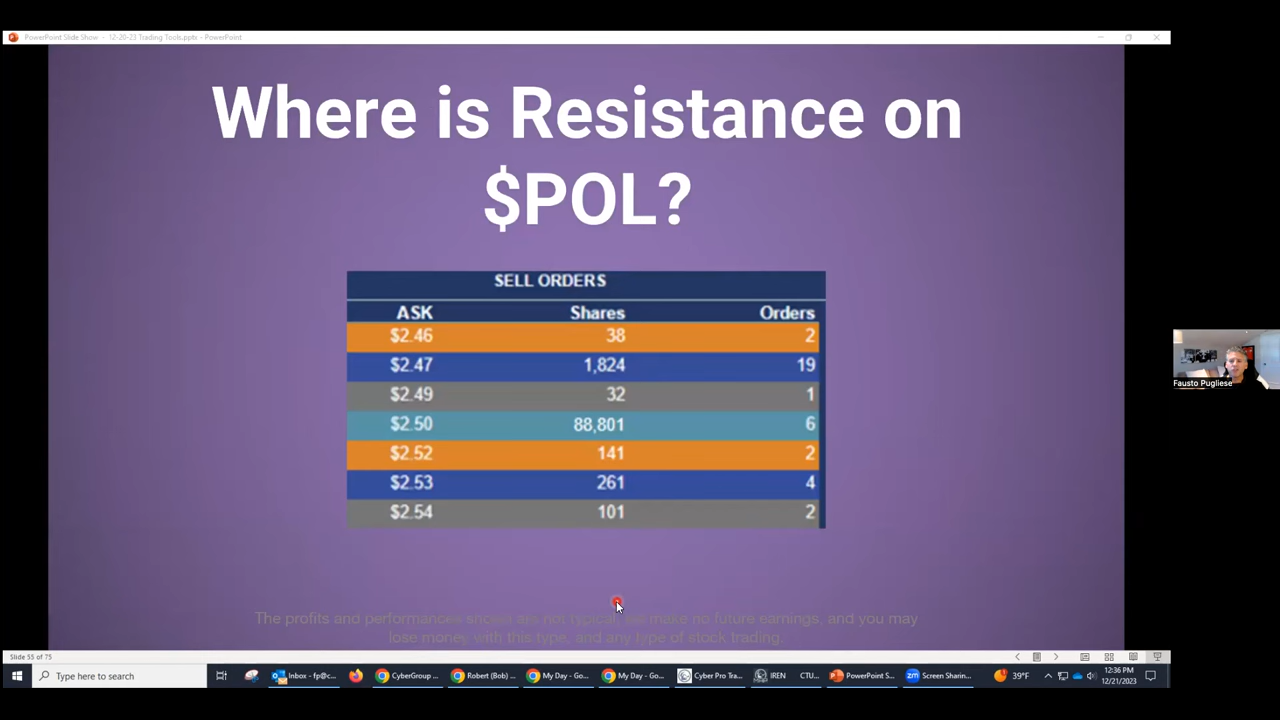 PowerPoint Slide Show - 12-20-23 Trading Tools.pptx - PowerPoint
Where is Resistance on
$POL?
SELL ORDERS
ASK Shares Orders
$2.46 38 2
$2.47 1,824 19
$2.49 32 1
$2.50 88,801 6
$2.52 141 2
$2.53 261 4
$2.54 101 2
Fausto Pugliese
The profits and performances shown are not typical, we make no future earnings, and you may
lose money with this type, and any type of stock trading.
Slide 55 of 75
Type here to search
Inbox - fp@c...
CyberGroup ...
Robert (Bob) ...
My Day - Go...
My Day - Go...
Cyber Pro Tra...
IREN
CTU...
PowerPoint S...
Screen Sharin...
39°F
12:36 PM
12/21/2023